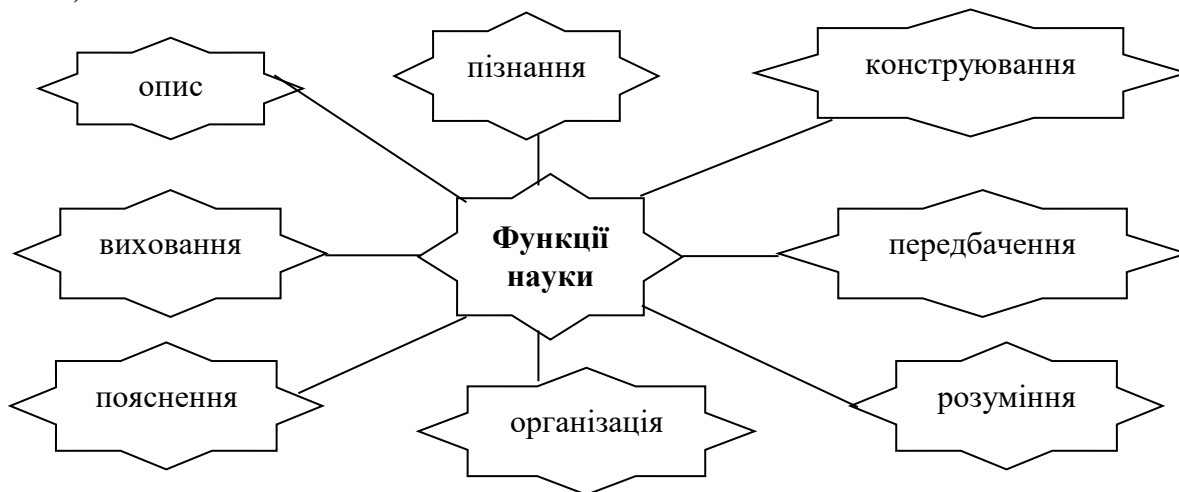 опис
пізнання
конструювання
виховання
Функції
науки
передбачення
пояснення
організація
розуміння